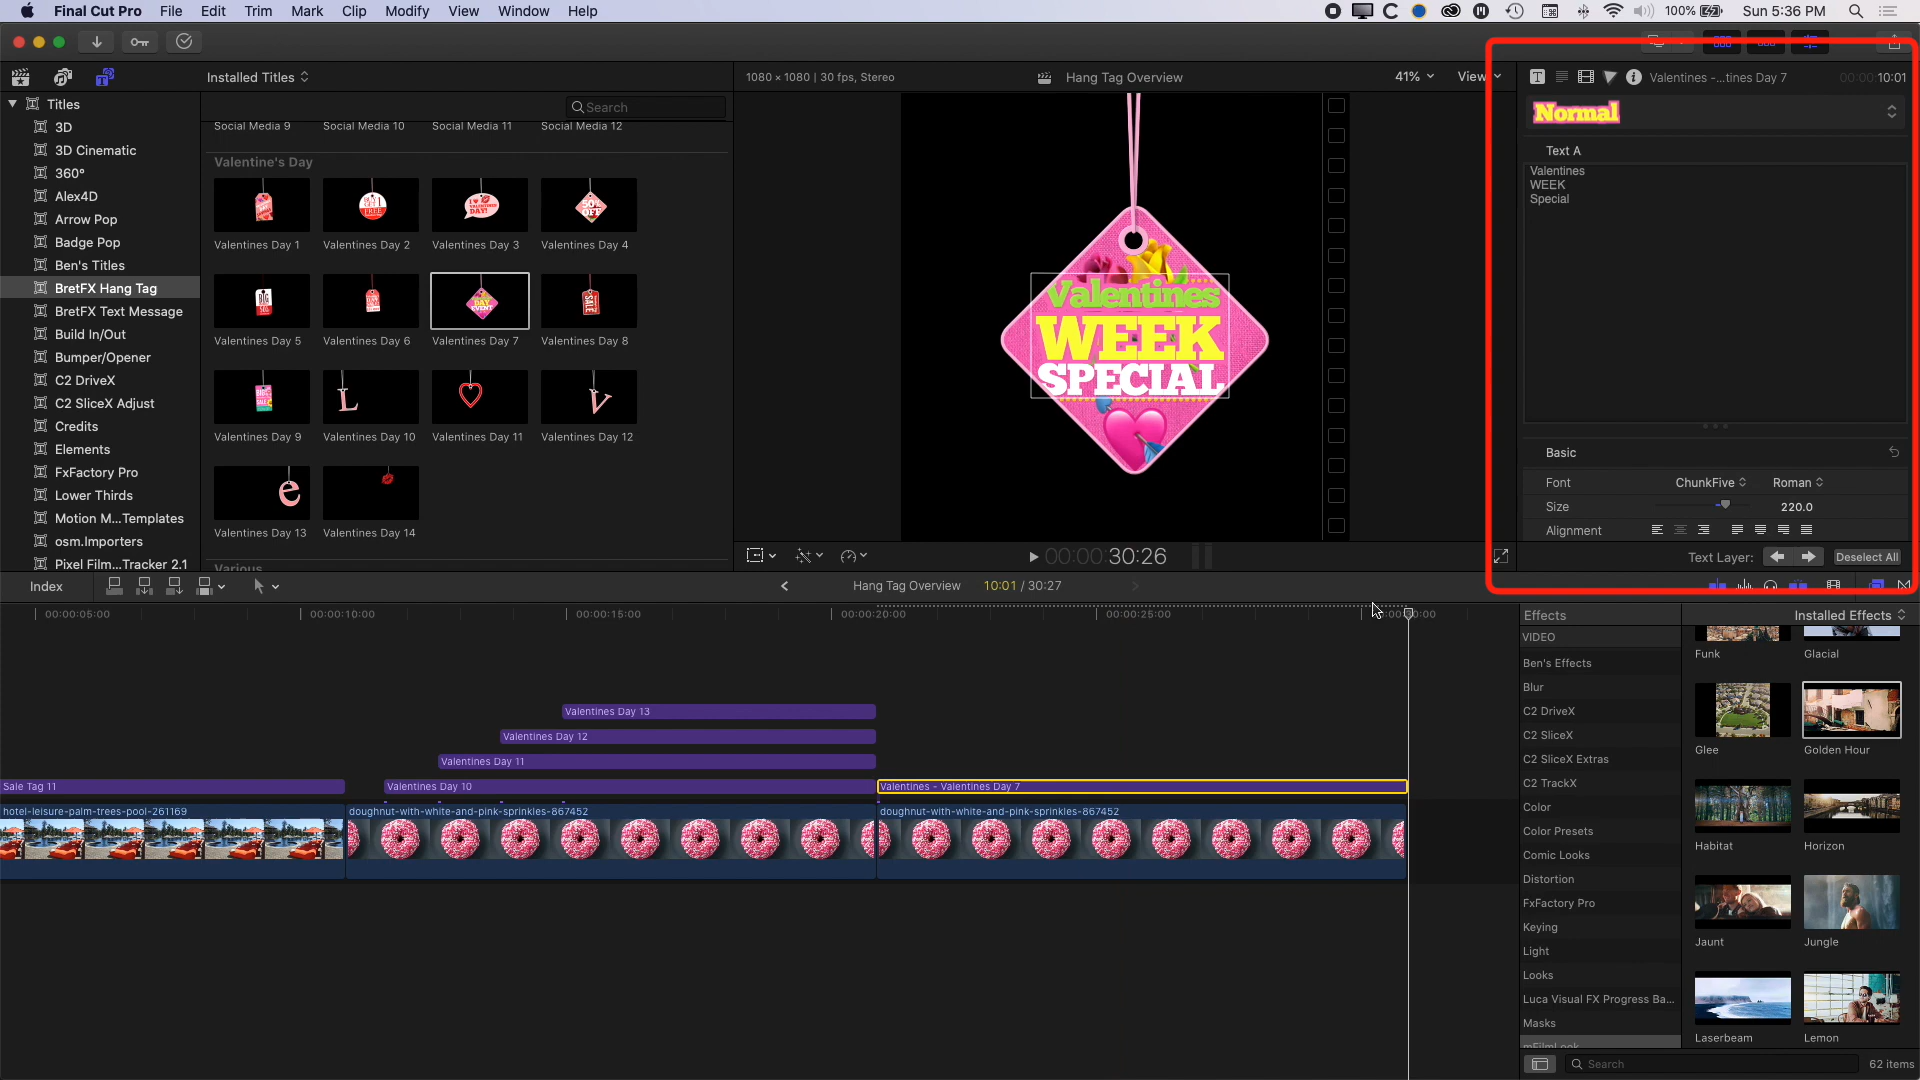 Final Cut Pro File Edit Trim Mark Clip Modify View Window Help
100% Sun 5:36 PM
Installed Titles
1080 × 1080 | 30 fps, Stereo
Hang Tag Overview
41% View
Valentines -...tines Day 7
10:01
Titles
3D
3D Cinematic
360°
Alex4D
Arrow Pop
Badge Pop
Ben's Titles
BretFX Hang Tag
BretFX Text Message
Build In/Out
Bumper/Opener
C2 DriveX
C2 SliceX Adjust
Credits
Elements
FxFactory Pro
Lower Thirds
Motion M...Templates
osm.Importers
Pixel Film...Tracker 2.1
Search
Social Media 9 Social Media 10 Social Media 11 Social Media 12
Valentine's Day
Valentines Day 1 Valentines Day 2 Valentines Day 3 Valentines Day 4
Valentines Day 5 Valentines Day 6 Valentines Day 7 Valentines Day 8
Valentines Day 9 Valentines Day 10 Valentines Day 11 Valentines Day 12
Valentines Day 13 Valentines Day 14
Various
Valentines
WEEK
SPECIAL
00:00:30:26
Normal
Text A
Valentines
WEEK
Special
Basic
Font ChunkFive Roman
Size 220.0
Alignment
Text Layer: Deselect All
Index
Hang Tag Overview 10:01 / 30:27
00:00:05:00 00:00:10:00 00:00:15:00 00:00:20:00 00:00:25:00
Valentines Day 13
Valentines Day 12
Valentines Day 11
Sale Tag 11 Valentines Day 10 Valentines - Valentines Day 7
hotel-leisure-palm-trees-pool-261169 doughnut-with-white-and-pink-sprinkles-867452 doughnut-with-white-and-pink-sprinkles-867452
Effects Installed Effects
VIDEO
Ben's Effects
Blur
C2 DriveX
C2 SliceX
C2 SliceX Extras
C2 TrackX
Color
Color Presets
Comic Looks
Distortion
FxFactory Pro
Keying
Light
Looks
Luca Visual FX Progress Ba...
Masks
mFilmLook
Funk Glacial
Glee Golden Hour
Habitat Horizon
Jaunt Jungle
Laserbeam Lemon
Search 62 items